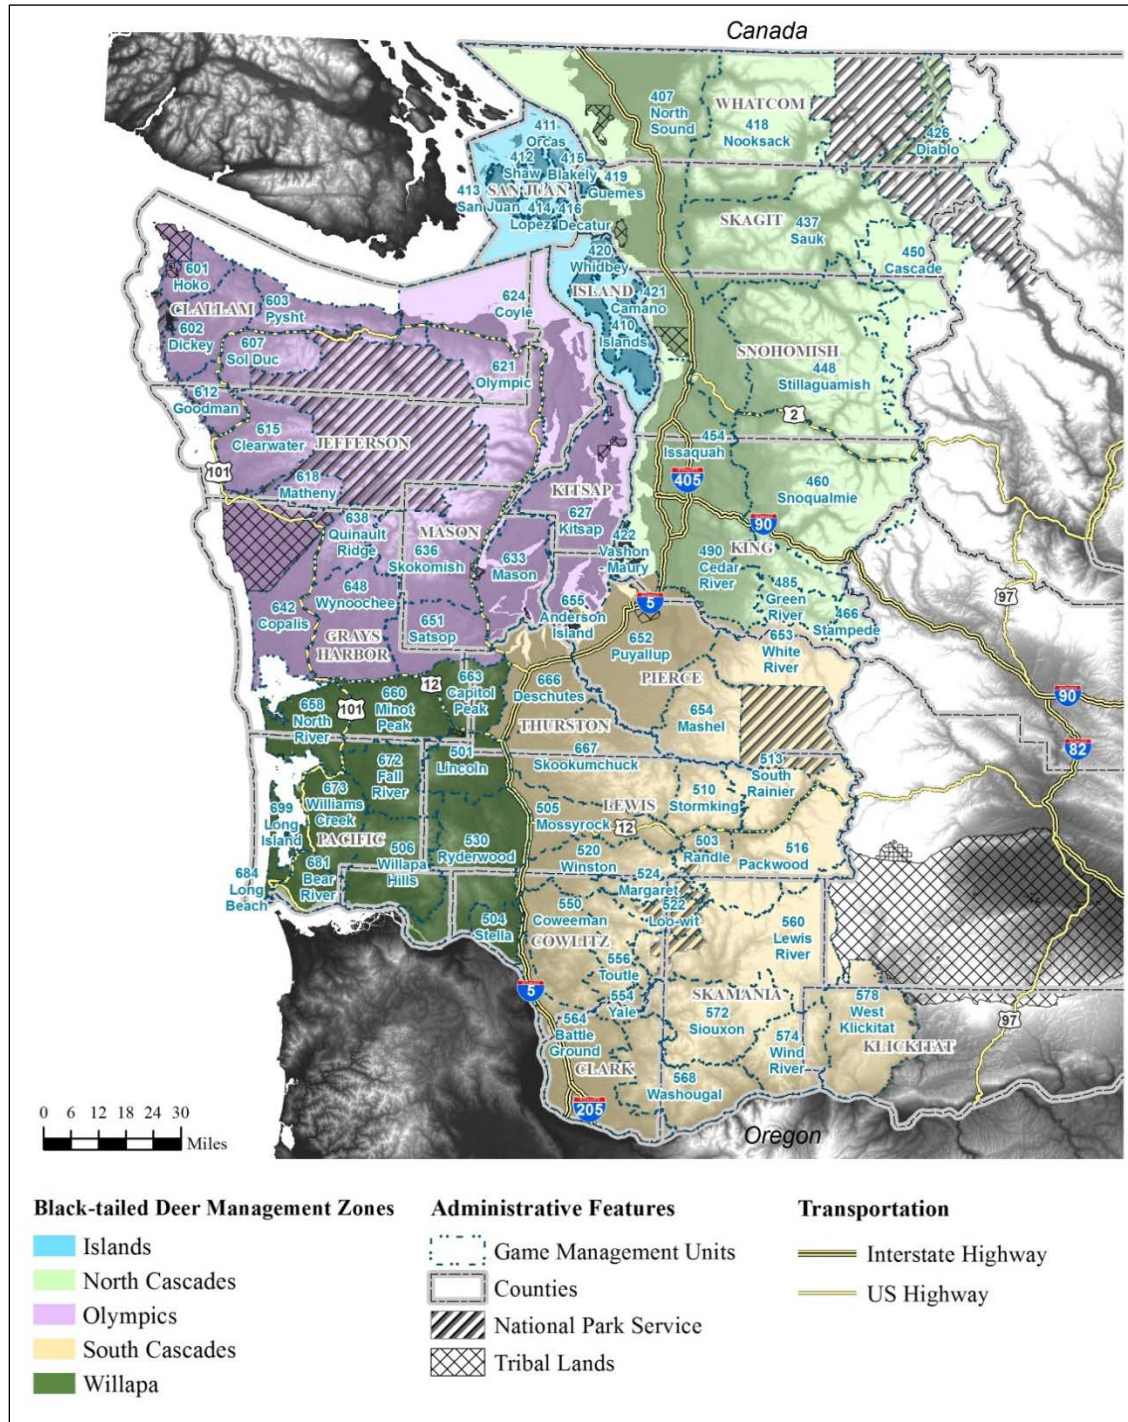 Canada
407
North
Sound
WHATCOM
418
Nooksack
426
Diablo
411
Orcas
412
Shaw
415
Blakely
413
San Juan
SAN JUAN
419
Guemes
414
Lopez
416
Decatur
SKAGIT
437
Sauk
450
Cascade
420
Whidbey
ISLAND
421
Camano
410
Islands
601
Hoko
CLALLAM
603
Pysht
602
Dickey
607
Sol Duc
624
Coyle
621
Olympic
SNOHOMISH
448
Stillaguamish
2
612
Goodman
615
Clearwater
JEFFERSON
101
618
Matheny
454
Issaquah
405
460
Snoqualmie
90
KITSAP
627
Kitsap
422
Vashon
- Maury
KING
490
Cedar
River
485
Green
River
466
Stampede
97
638
Quinault
Ridge
MASON
636
Skokomish
633
Mason
648
Wynoochee
642
Copalis
GRAYS
HARBOR
651
Satsop
655
Anderson
Island
5
652
Puyallup
PIERCE
653
White
River
654
Mashel
90
82
12
663
Capitol
Peak
660
Minot
Peak
101
658
North
River
666
Deschutes
THURSTON
667
Skookumchuck
513
South
Rainier
672
Fall
River
501
Lincoln
673
Williams
Creek
699
Long
Island
PACIFIC
LEWIS
510
Stormking
505
Mossyrock
12
503
Randle
516
Packwood
530
Ryderwood
520
Winston
506
Willapa
Hills
681
Bear
River
684
Long
Beach
504
Stella
524
Margaret
522
Loo-wit
550
Coweeman
COWLITZ
556
Toutle
560
Lewis
River
554
Yale
5
564
Battle
Ground
CLARK
SKAMANIA
572
Siouxon
574
Wind
River
578
West
Klickitat
KLICKITAT
97
568
Washougal
205
Oregon
0 6 12 18 24 30
Miles
Black-tailed Deer Management Zones
Islands
North Cascades
Olympics
South Cascades
Willapa
Administrative Features
Game Management Units
Counties
National Park Service
Tribal Lands
Transportation
Interstate Highway
US Highway